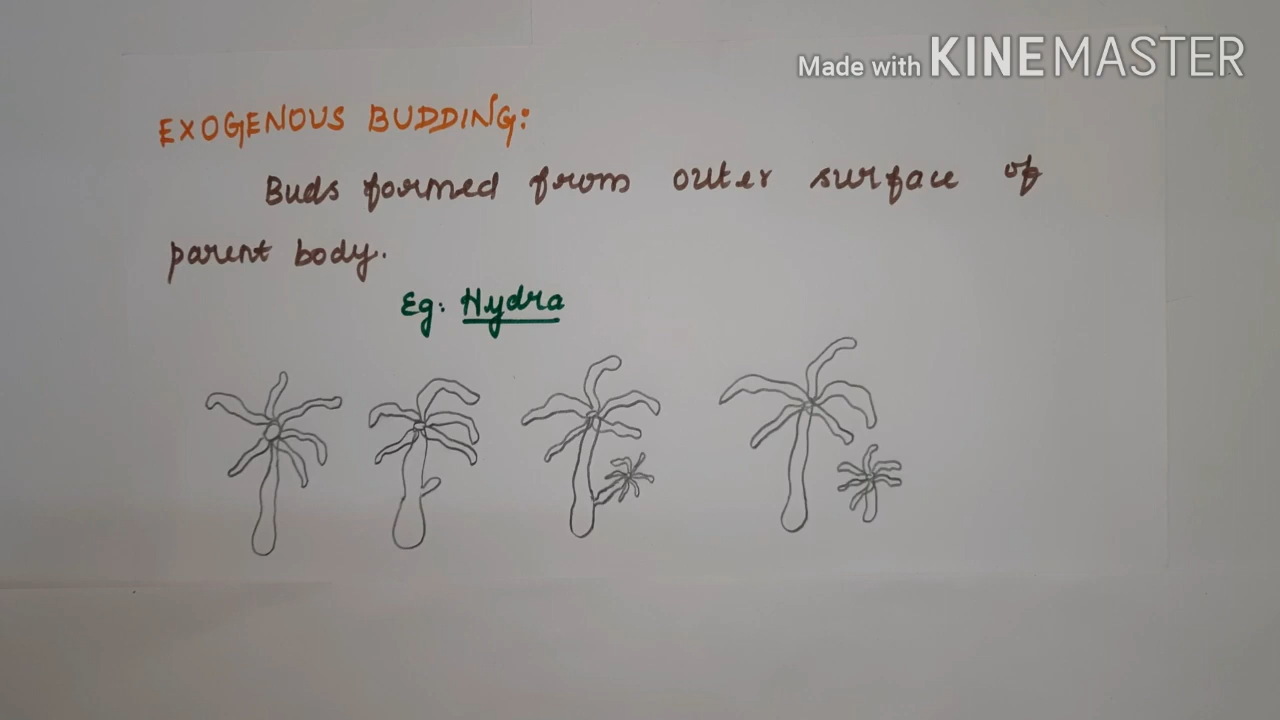 Made with KINEMASTER
EXOGENOUS BUDDING:
Buds formed from outer surface of
parent body.
Eg: Hydra